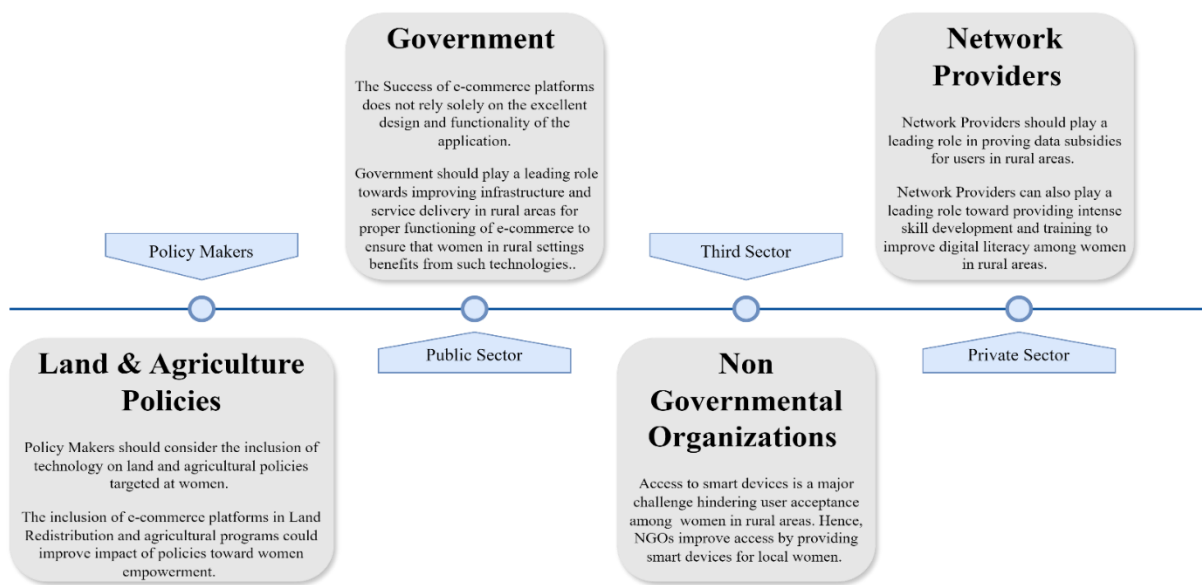 Government
The Success of e-commerce platforms
does not rely solely on the excellent
design and functionality of the
application.
Government should play a leading role
towards improving infrastructure and
service delivery in rural areas for
proper functioning of e-commerce to
ensure that women in rural settings
benefits from such technologies..
Network
Providers
Network Providers should play a
leading role in proving data subsidies
for users in rural areas.
Network Providers can also play a
leading role toward providing intense
skill development and training to
improve digital literacy among women
in rural areas.
Policy Makers
Third Sector
Public Sector
Private Sector
Land & Agriculture
Policies
Policy Makers should consider the inclusion of
technology on land and agricultural policies
targeted at women.
The inclusion of e-commerce platforms in Land
Redistribution and agricultural programs could
improve impact of policies toward women
empowerment.
Non
Governmental
Organizations
Access to smart devices is a major
challenge hindering user acceptance
among women in rural areas. Hence,
NGOs improve access by providing
smart devices for local women.